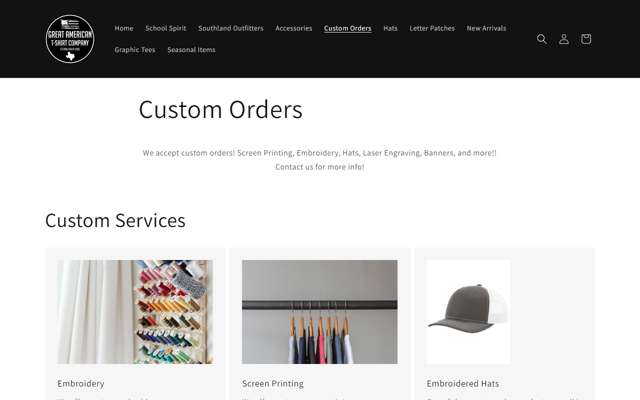 GREAT AMERICAN
T-SHIRT COMPANY
Home School Spirit Southland Outfitters Accessories Custom Orders Hats Letter Patches New Arrivals
Graphic Tees Seasonal Items
Custom Orders
We accept custom orders! Screen Printing, Embroidery, Hats, Laser Engraving, Banners, and more!!
Contact us for more info!
Custom Services
Embroidery Screen Printing Embroidered Hats